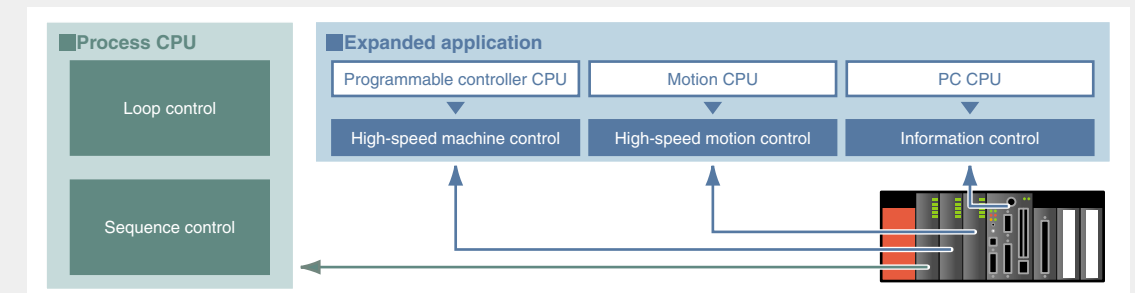 Process CPU
Loop control
Sequence control
Expanded application
Programmable controller CPU
Motion CPU
PC CPU
High-speed machine control
High-speed motion control
Information control